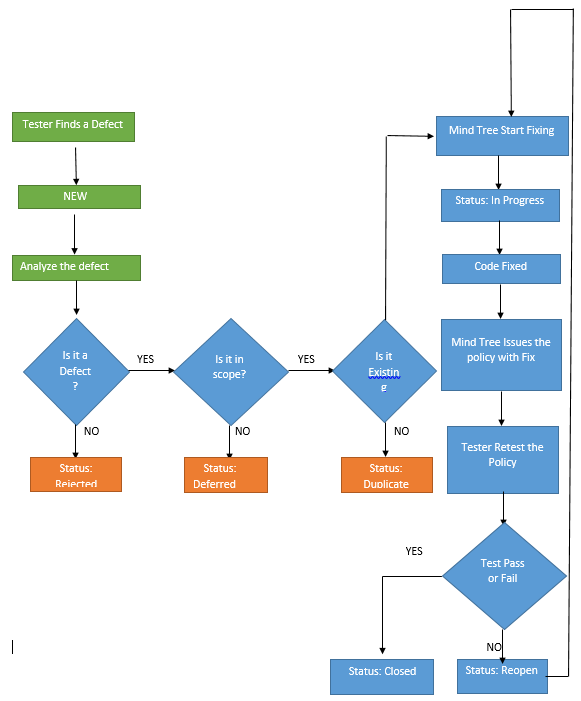 Tester Finds a Defect
NEW
Analyze the defect
Is it a
Defect
?
YES
NO
Status:
Rejected
Is it in
scope?
YES
NO
Status:
Deferred
Is it
Existin
g
NO
Status:
Duplicate
Mind Tree Start Fixing
Status: In Progress
Code Fixed
Mind Tree Issues the
policy with Fix
Tester Retest the
Policy
Test Pass
or Fail
YES
NO
Status: Closed
Status: Reopen